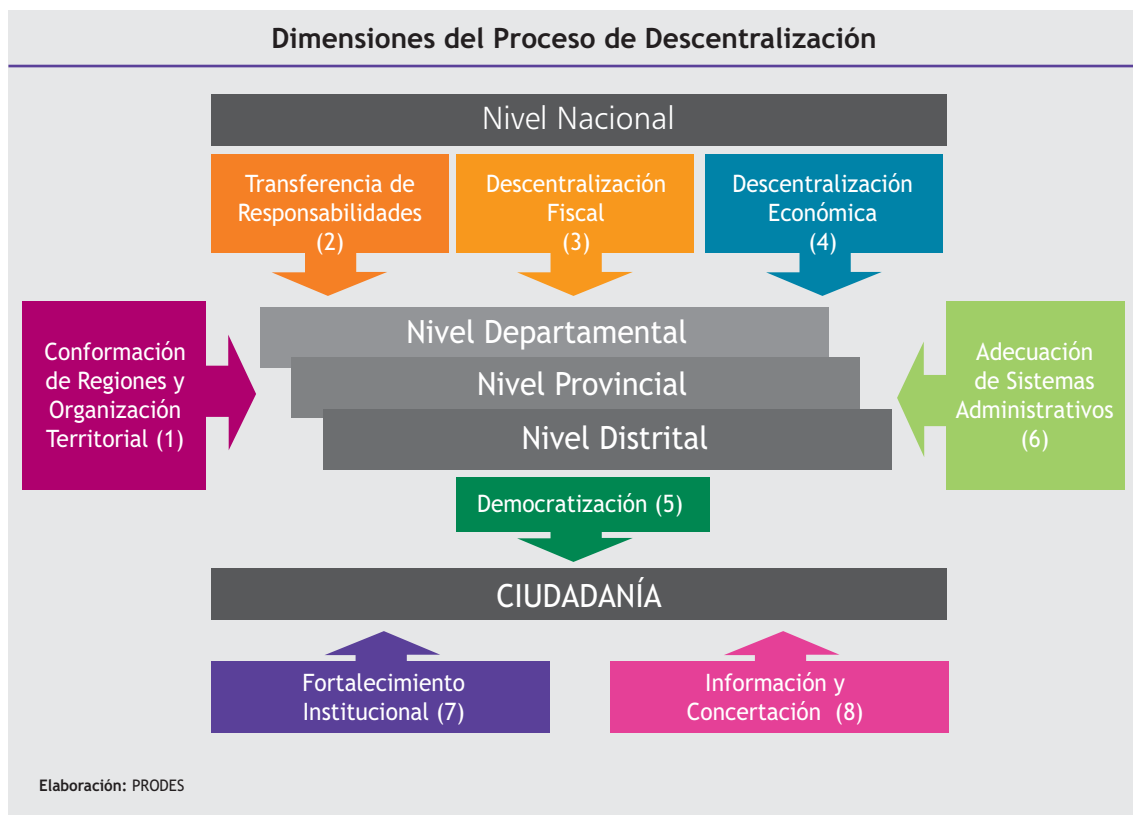 Dimensiones del Proceso de Descentralización
Nivel Nacional
Transferencia de
Responsabilidades
(2)
Descentralización
Fiscal
(3)
Descentralización
Económica
(4)
Conformación
de Regiones y
Organización
Territorial (1)
Nivel Departamental
Nivel Provincial
Nivel Distrital
Adecuación
de Sistemas
Administrativos
(6)
Democratización (5)
CIUDADANÍA
Fortalecimiento
Institucional (7)
Información y
Concertación (8)
Elaboración: PRODES